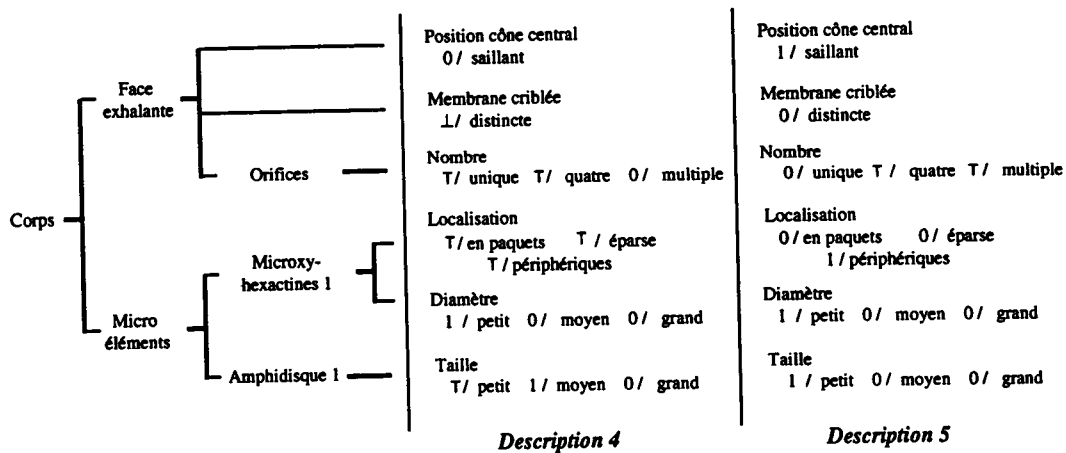 Corps
Face
exhalante
Orifices
Micro
éléments
Microxy-
hexactines 1
Amphidisque 1
Position cône central
0 / saillant
Membrane criblée
⊥/ distincte
Nombre
T/ unique T/ quatre 0 / multiple
Localisation
T/ en paquets T / éparse
T / périphériques
Diamètre
1 / petit 0 / moyen 0 / grand
Taille
T/ petit 1 / moyen 0 / grand
Description 4
Position cône central
1 / saillant
Membrane criblée
0 / distincte
Nombre
0 / unique T / quatre T / multiple
Localisation
0 / en paquets 0 / éparse
1 / périphériques
Diamètre
1 / petit 0 / moyen 0 / grand
Taille
1 / petit 0 / moyen 0 / grand
Description 5